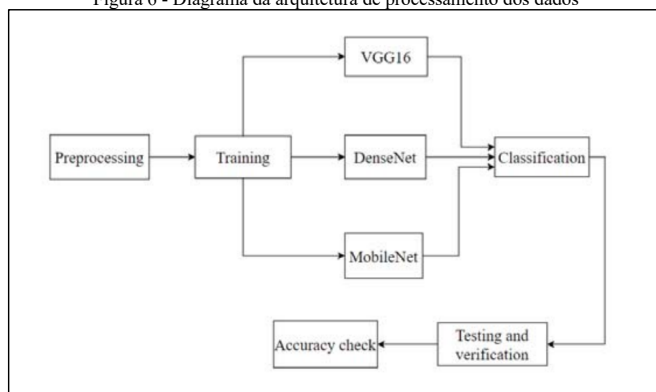 Figura 6 - Diagrama da arquitetura de processamento dos dados
VGG16
Preprocessing
Training
DenseNet
Classification
MobileNet
Accuracy check
Testing and
verification